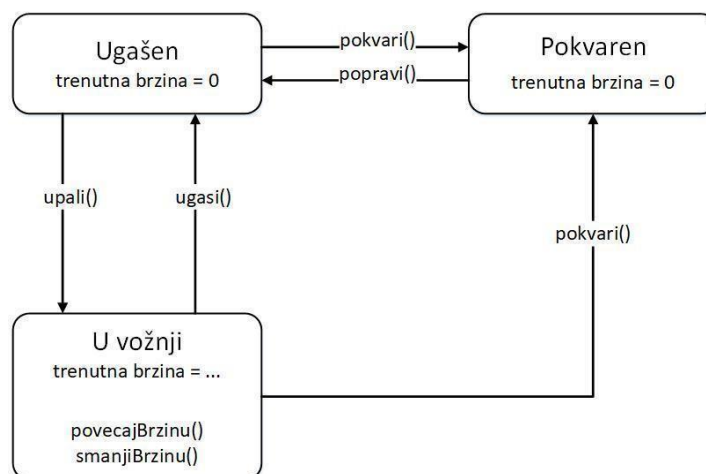 Ugašen
trenutna brzina = 0
pokvari()
popravi()
Pokvaren
trenutna brzina = 0
upali()
ugasi()
pokvari()
U vožnji
trenutna brzina = ...
povecajBrzinu()
smanjiBrzinu()